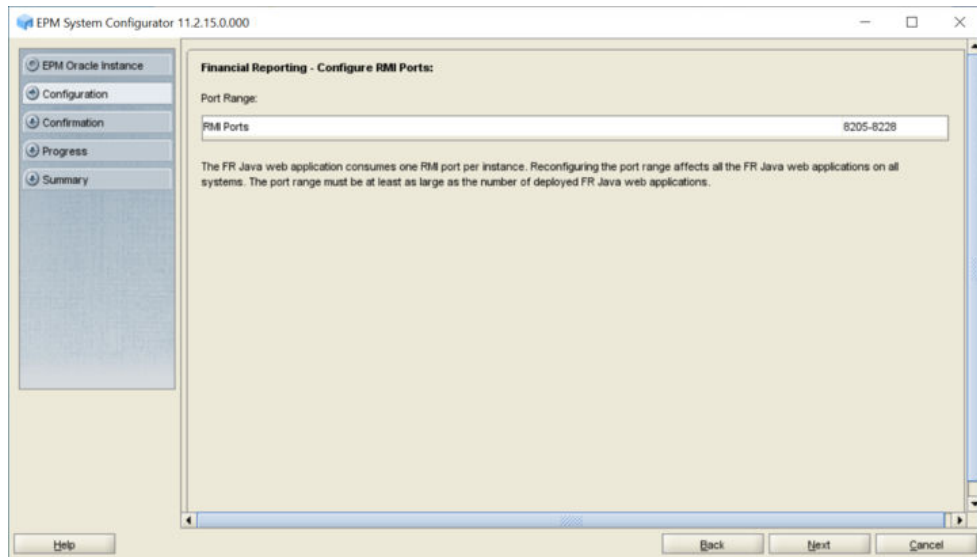 EPM System Configurator 11.2.15.0.000
EPM Oracle Instance
Configuration
Confirmation
Progress
Summary
Financial Reporting - Configure RMI Ports:
Port Range:
RMI Ports 8205-8228
The FR Java web application consumes one RMI port per instance. Reconfiguring the port range affects all the FR Java web applications on all
systems. The port range must be at least as large as the number of deployed FR Java web applications.
Help
Back
Next
Cancel